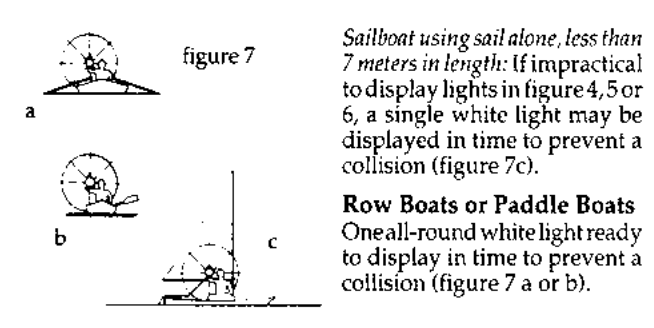 figure 7
a
b
c
Sailboat using sail alone, less than
7 meters in length: If impractical
to display lights in figure 4, 5 or
6, a single white light may be
displayed in time to prevent a
collision (figure 7c).
Row Boats or Paddle Boats
One all-round white light ready
to display in time to prevent a
collision (figure 7 a or b).